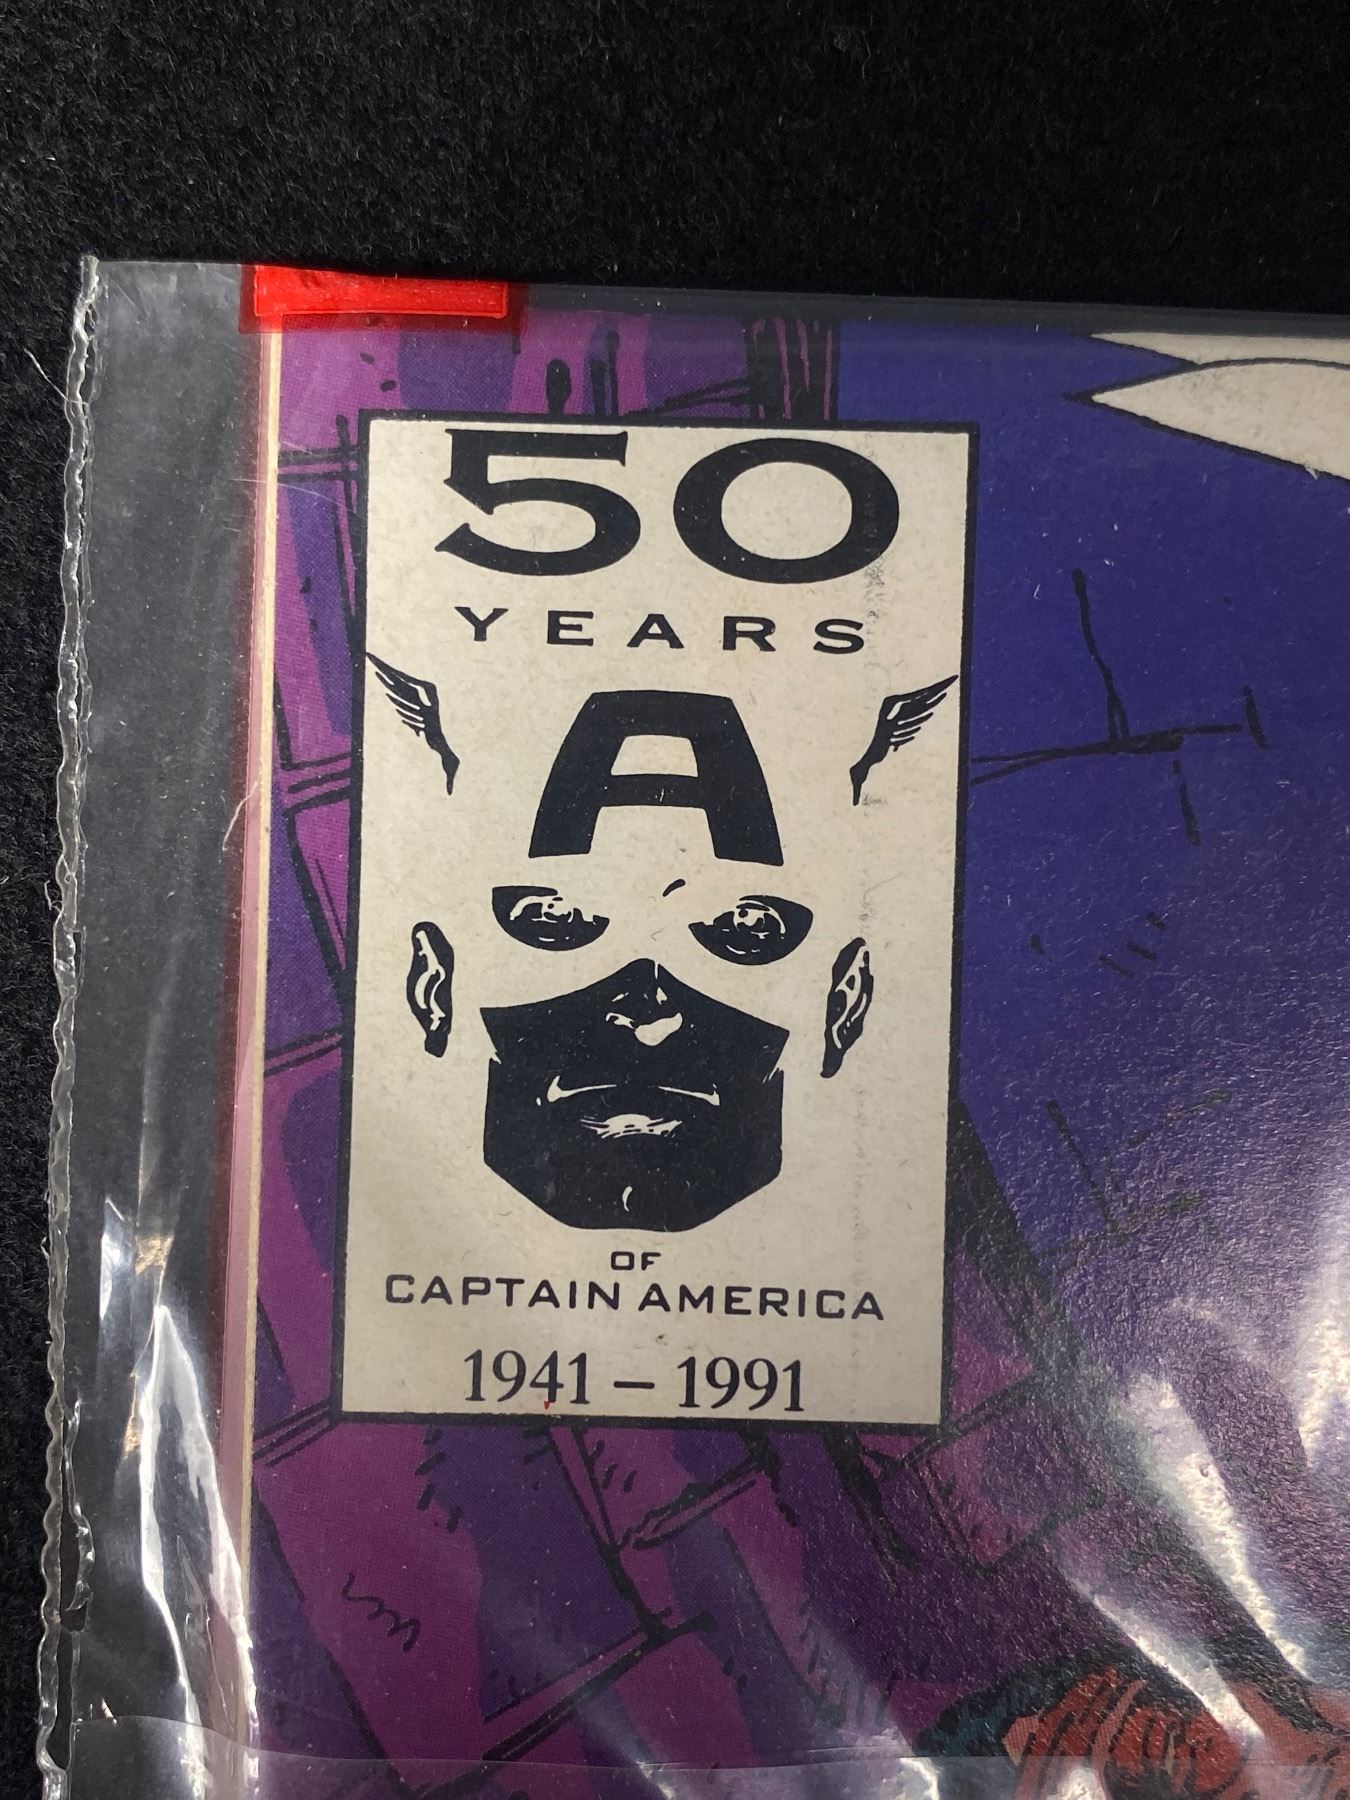 50
YEARS
A
OF
CAPTAIN AMERICA
1941 – 1991